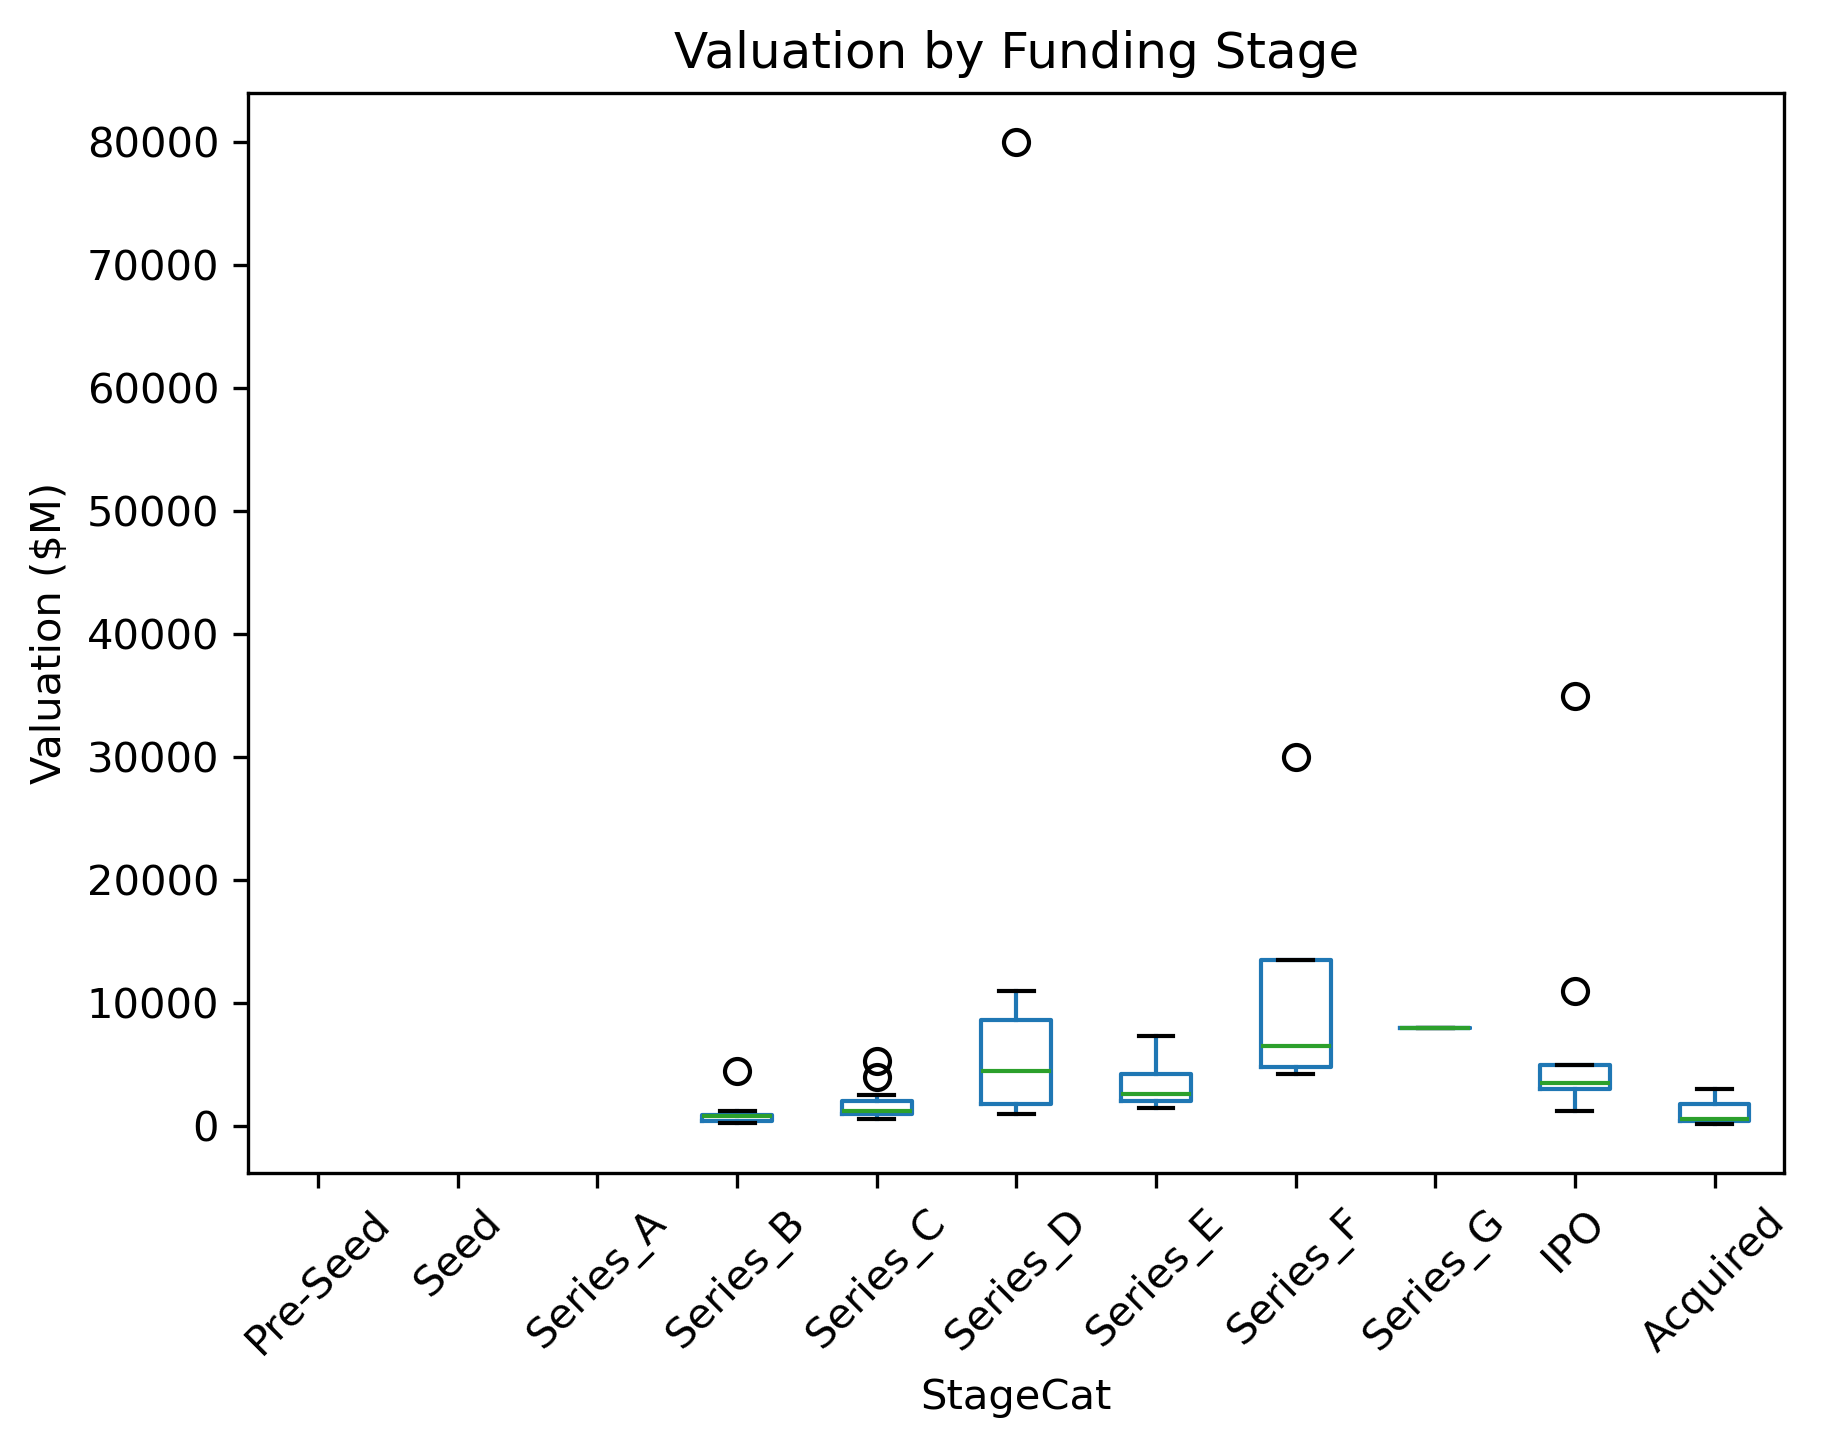 Valuation by Funding Stage
Valuation ($M)
80000
70000
60000
50000
40000
30000
20000
10000
0
Pre-Seed
Seed
Series_A
Series_B
Series_C
Series_D
Series_E
Series_F
Series_G
IPO
Acquired
StageCat